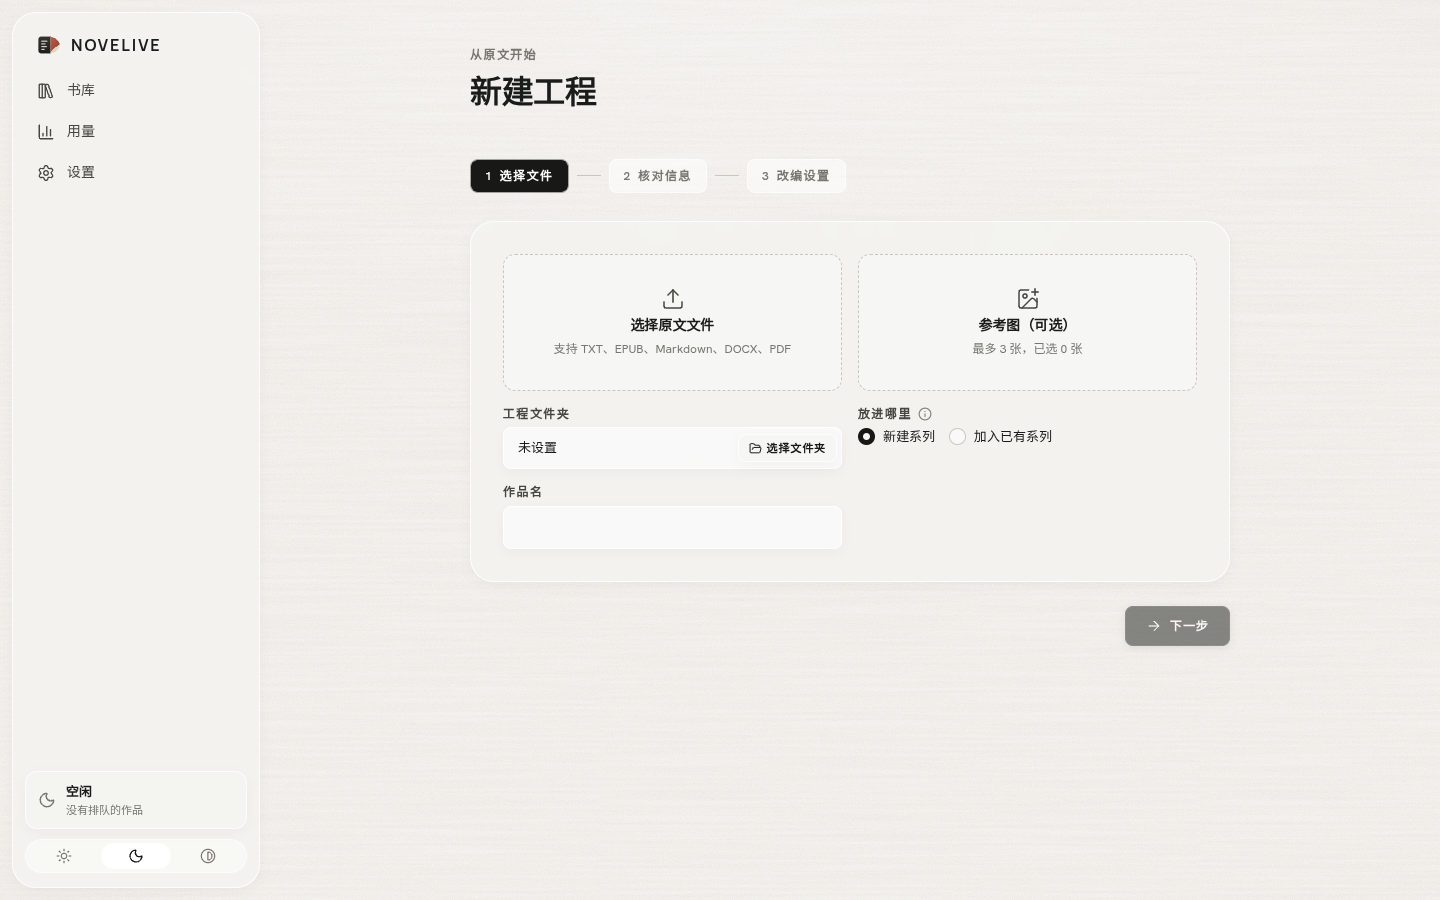 NOVELIVE
书库
用量
设置
空闲
没有排队的作品
从原文开始
新建工程
1 选择文件
2 核对信息
3 改编设置
选择原文文件
支持 TXT、EPUB、Markdown、DOCX、PDF
参考图（可选）
最多 3 张，已选 0 张
工程文件夹
未设置
选择文件夹
放进哪里
新建系列
加入已有系列
作品名
下一步